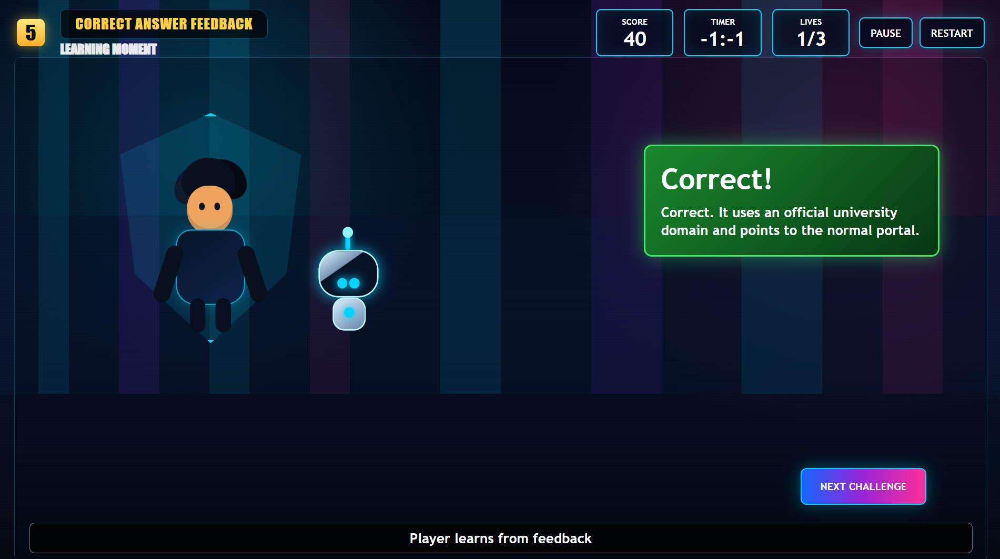 5
CORRECT ANSWER FEEDBACK
LEARNING MOMENT
SCORE
40
TIMER
-1:-1
LIVES
1/3
PAUSE
RESTART
Correct!
Correct. It uses an official university
domain and points to the normal portal.
NEXT CHALLENGE
Player learns from feedback